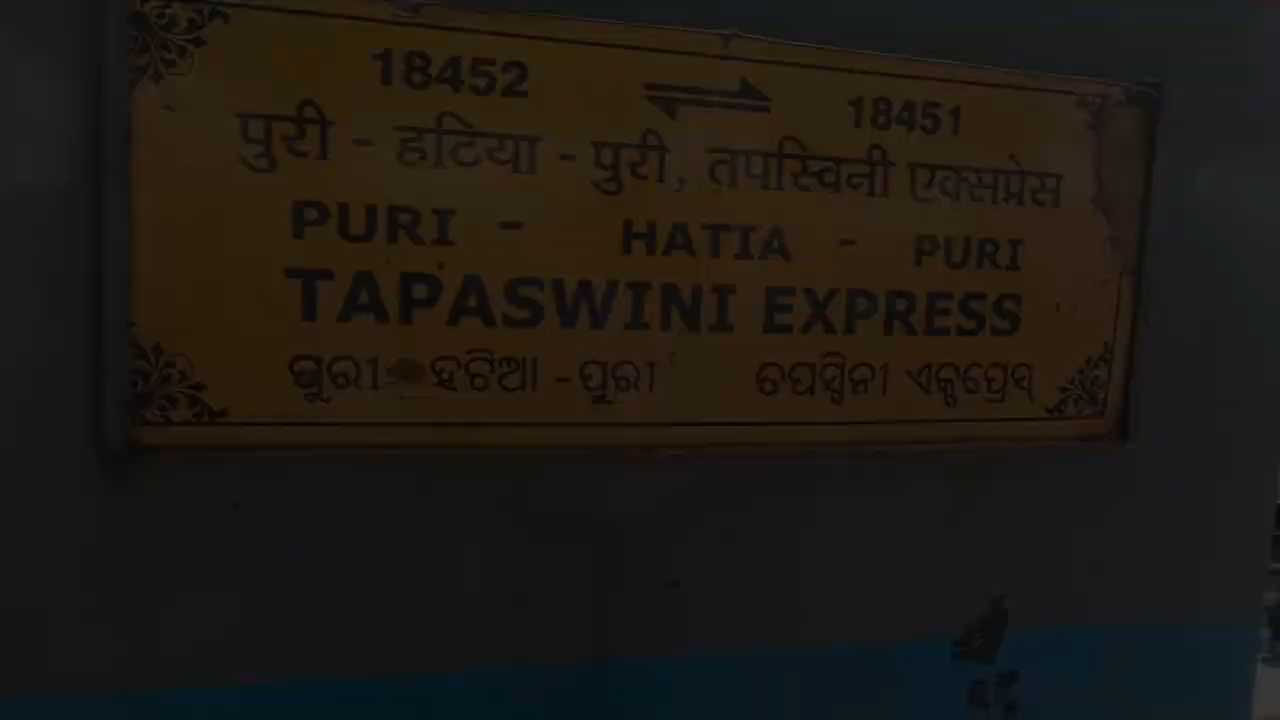 18452 ⇌ 18451
पुरी - हटिया - पुरी, तपस्विनी एक्सप्रेस
PURI - HATIA - PURI
TAPASWINI EXPRESS
ପୁରୀ - ହଟିଆ - ପୁରୀ ତପସ୍ୱିନୀ ଏକ୍ସପ୍ରେସ୍